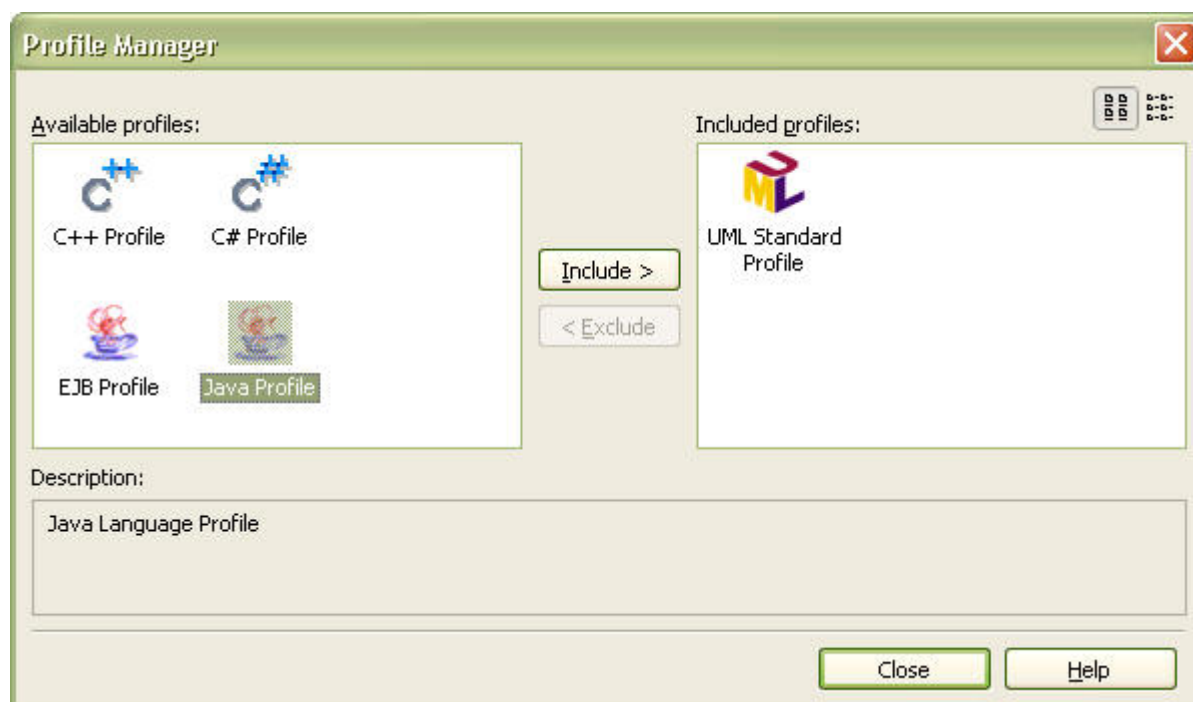 Profile Manager
Available profiles:
Included profiles:
C++
C#
UML
C++ Profile
C# Profile
UML Standard
Profile
Include >
< Exclude
EJB Profile
Java Profile
Description:
Java Language Profile
Close
Help